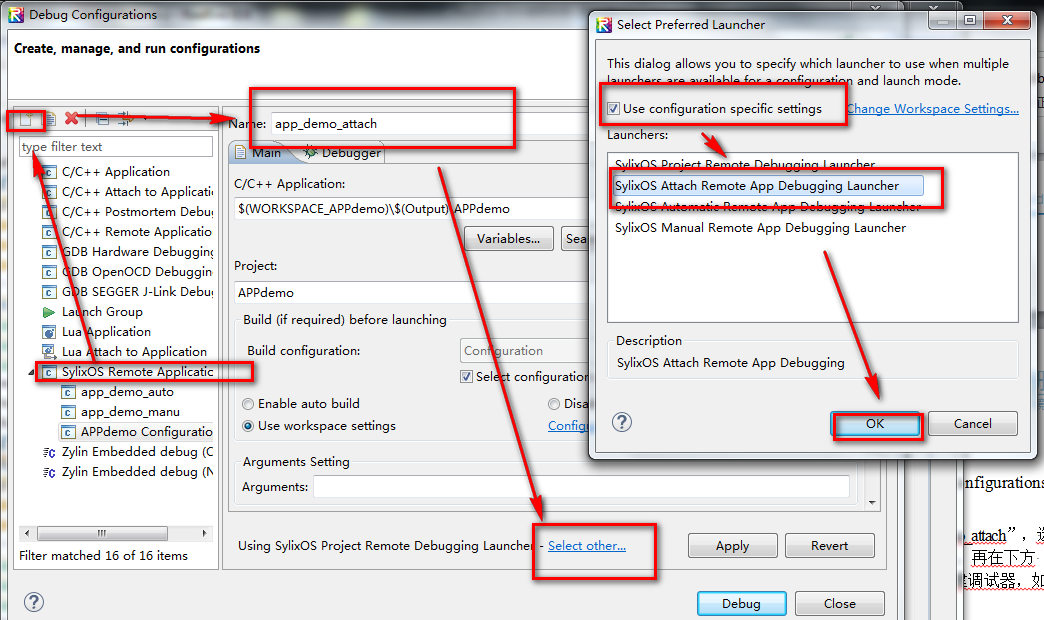 Debug Configurations
Create, manage, and run configurations
type filter text
C/C++ Application
C/C++ Attach to Applicati
C/C++ Postmortem Debug
C/C++ Remote Applicatio
GDB Hardware Debugging
GDB OpenOCD Debugging
GDB SEGGER J-Link Debug
Launch Group
Lua Application
Lua Attach to Application
SylixOS Remote Applicatic
app_demo_auto
app_demo_manu
APPdemo Configuratio
Zylin Embedded debug (C
Zylin Embedded debug (N
Filter matched 16 of 16 items
Name: app_demo_attach
Main Debugger
C/C++ Application:
$(WORKSPACE_APPdemo)\$(Output)\APPdemo
Variables... Sea
Project:
APPdemo
Build (if required) before launching
Build configuration: Configuration
Select configuration
Enable auto build Disa
Use workspace settings Config
Arguments Setting
Arguments:
Using SylixOS Project Remote Debugging Launcher - Select other...
Apply Revert
Debug Close
Select Preferred Launcher
This dialog allows you to specify which launcher to use when multiple
launchers are available for a configuration and launch mode.
Use configuration specific settings Change Workspace Settings...
Launchers:
SylixOS Project Remote Debugging Launcher
SylixOS Attach Remote App Debugging Launcher
SylixOS Automatic Remote App Debugging Launcher
SylixOS Manual Remote App Debugging Launcher
Description
SylixOS Attach Remote App Debugging
OK Cancel
nfigurations
_attach”，
再在下方
调试器，如